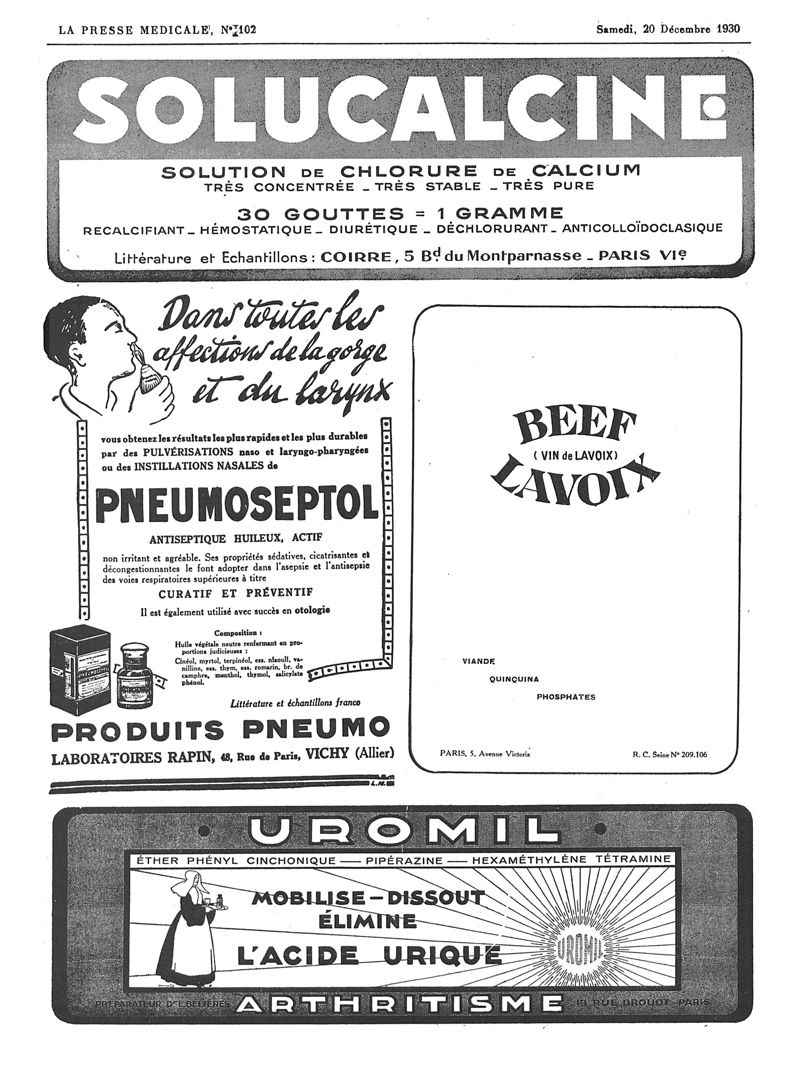 LA PRESSE MEDICALE, N° 102
Samedi, 20 Décembre 1930
SOLUCALCINE
SOLUTION DE CHLORURE DE CALCIUM
TRÈS CONCENTRÉE _ TRÈS STABLE _ TRÈS PURE
30 GOUTTES = 1 GRAMME
RECALCIFIANT _ HÉMOSTATIQUE _ DIURÉTIQUE _ DÉCHLORURANT _ ANTICOLLOÏDOCLASIQUE
Littérature et Echantillons : COIRRE, 5 Bd du Montparnasse _ PARIS VIe
Dans toutes les
affections de la gorge
et du larynx
vous obtenez les résultats les plus rapides et les plus durables
par des PULVÉRISATIONS naso et laryngo-pharyngées
ou des INSTILLATIONS NASALES de
PNEUMOSEPTOL
ANTISEPTIQUE HUILEUX, ACTIF
non irritant et agréable. Ses propriétés sédatives, cicatrisantes et
décongestionnantes le font adopter dans l'asepsie et l'antisepsie
des voies respiratoires supérieures à titre
CURATIF ET PRÉVENTIF
Il est également utilisé avec succès en otologie
Composition :
Huile végétale neutre renfermant en pro-
portions judicieuses :
Cinéol, myrtol, terpinéol, ess. niaouli, va-
nilline, ess. thym, ess. romarin, br. de
camphre, menthol, thymol, salicylate
phénol.
Littérature et échantillons franco
PRODUITS PNEUMO
LABORATOIRES RAPIN, 48, Rue de Paris, VICHY (Allier)
BEEF
(VIN de LAVOIX)
LAVOIX
VIANDE
QUINQUINA
PHOSPHATES
PARIS, 5, Avenue Victoria
R. C. Seine N° 209.106
UROMIL
ÉTHER PHÉNYL CINCHONIQUE — PIPÉRAZINE — HEXAMÉTHYLÈNE TÉTRAMINE
MOBILISE – DISSOUT
ÉLIMINE
L'ACIDE URIQUE
UROMIL
PRÉPARATEUR Dr L. BELIÈRES
ARTHRITISME
19 RUE DROUOT - PARIS